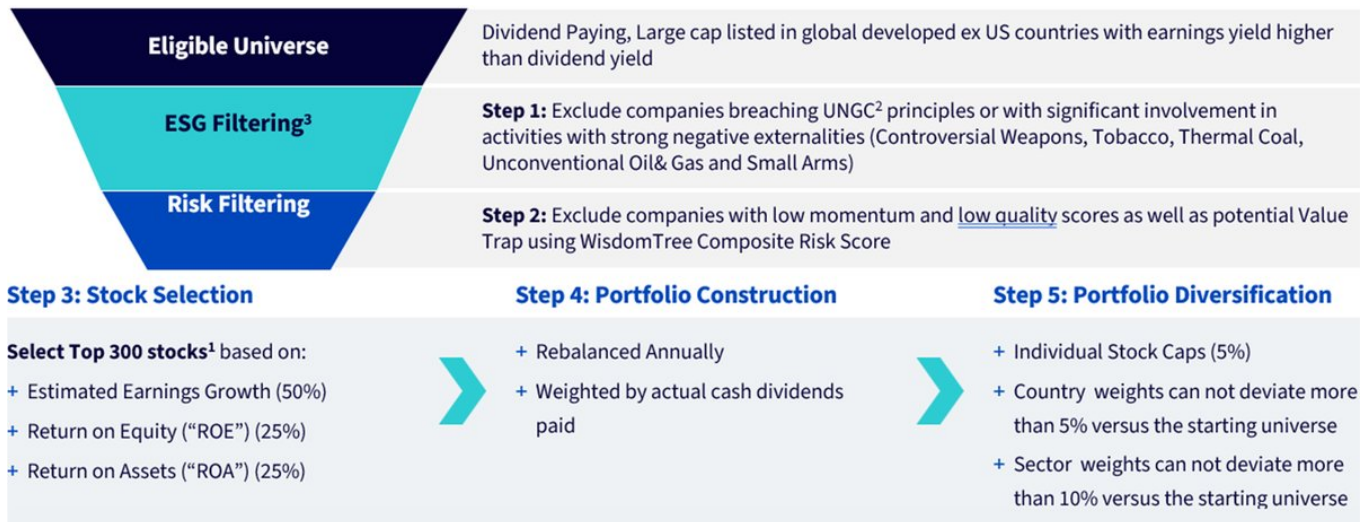 Eligible Universe
Dividend Paying, Large cap listed in global developed ex US countries with earnings yield higher
than dividend yield
ESG Filtering³
Step 1: Exclude companies breaching UNGC² principles or with significant involvement in
activities with strong negative externalities (Controversial Weapons, Tobacco, Thermal Coal,
Unconventional Oil& Gas and Small Arms)
Risk Filtering
Step 2: Exclude companies with low momentum and low quality scores as well as potential Value
Trap using WisdomTree Composite Risk Score
Step 3: Stock Selection
Select Top 300 stocks¹ based on:
+ Estimated Earnings Growth (50%)
+ Return on Equity (“ROE”) (25%)
+ Return on Assets (“ROA”) (25%)
Step 4: Portfolio Construction
+ Rebalanced Annually
+ Weighted by actual cash dividends
paid
Step 5: Portfolio Diversification
+ Individual Stock Caps (5%)
+ Country weights can not deviate more
than 5% versus the starting universe
+ Sector weights can not deviate more
than 10% versus the starting universe